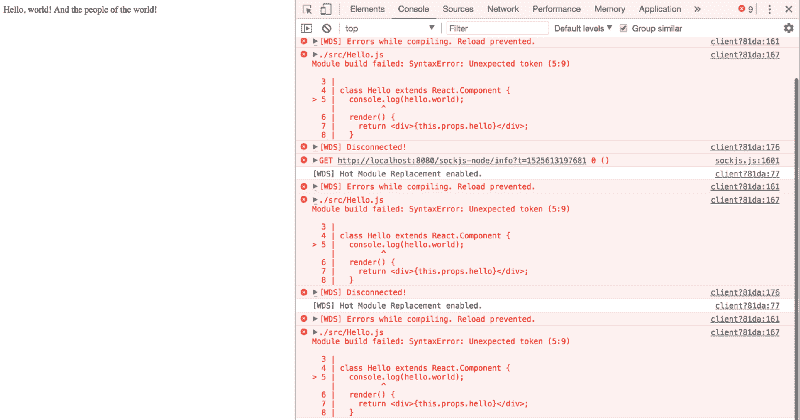 Hello, world! And the people of the world!
Elements Console Sources Network Performance Memory Application » 9
top Filter Default levels Group similar
[WDS] Errors while compiling. Reload prevented. client?81da:161
./src/Hello.js client?81da:167
Module build failed: SyntaxError: Unexpected token (5:9)
3 |
4 | class Hello extends React.Component {
> 5 | console.log(hello.world);
| ^
6 | render() {
7 | return <div>{this.props.hello}</div>;
8 | }
[WDS] Disconnected! client?81da:176
GET http://localhost:8080/sockjs-node/info?t=1525613197681 0 () sockjs.js:1601
[WDS] Hot Module Replacement enabled. client?81da:77
[WDS] Errors while compiling. Reload prevented. client?81da:161
./src/Hello.js client?81da:167
Module build failed: SyntaxError: Unexpected token (5:9)
3 |
4 | class Hello extends React.Component {
> 5 | console.log(hello.world);
| ^
6 | render() {
7 | return <div>{this.props.hello}</div>;
8 | }
[WDS] Disconnected! client?81da:176
[WDS] Hot Module Replacement enabled. client?81da:77
[WDS] Errors while compiling. Reload prevented. client?81da:161
./src/Hello.js client?81da:167
Module build failed: SyntaxError: Unexpected token (5:9)
3 |
4 | class Hello extends React.Component {
> 5 | console.log(hello.world);
| ^
6 | render() {
7 | return <div>{this.props.hello}</div>;
8 | }